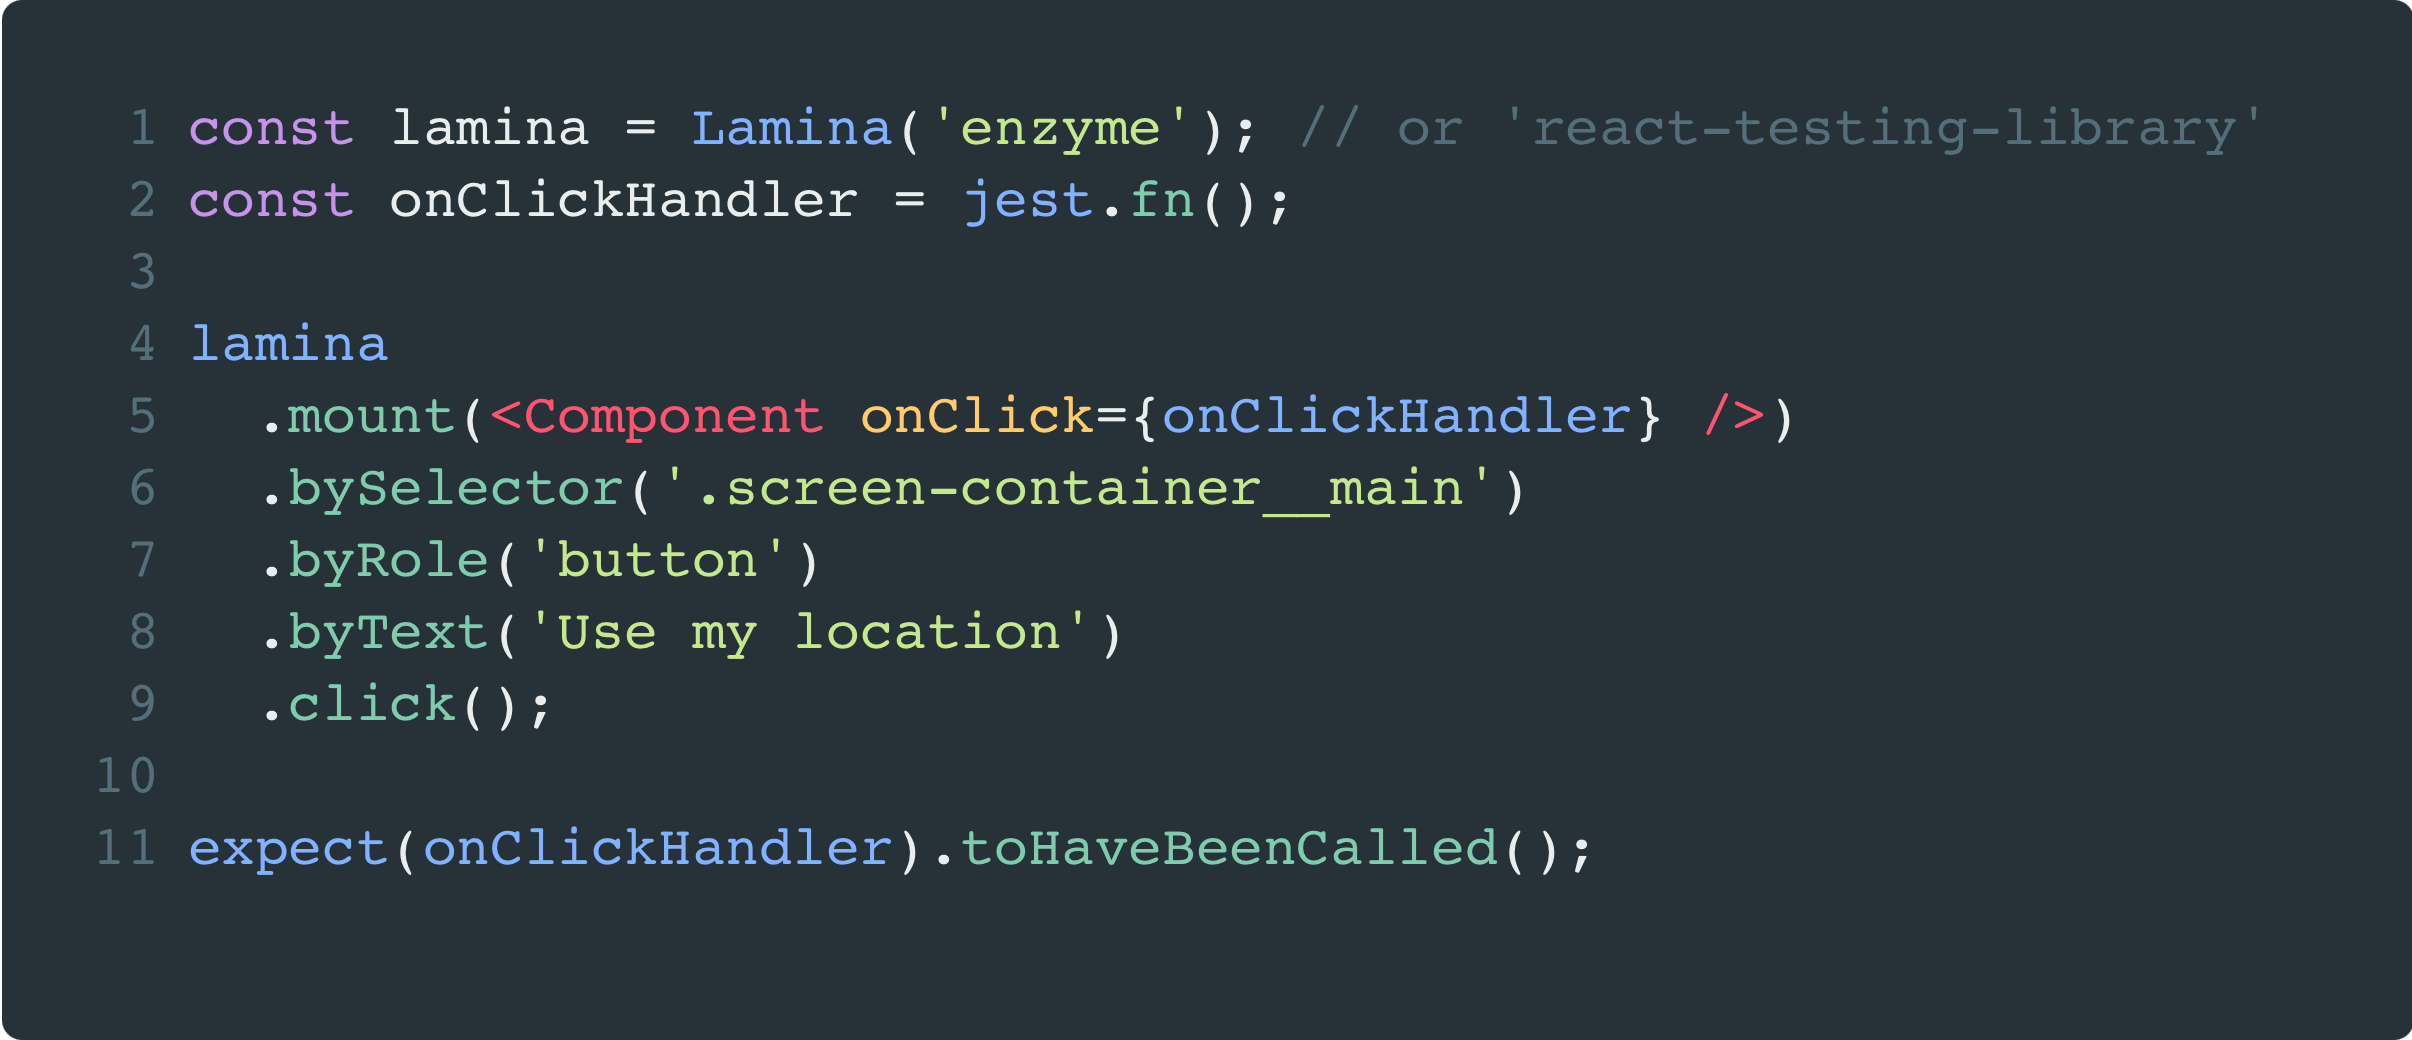 1 const lamina = Lamina('enzyme'); // or 'react-testing-library'
2 const onClickHandler = jest.fn();
3
4 lamina
5   .mount(<Component onClick={onClickHandler} />)
6   .bySelector('.screen-container__main')
7   .byRole('button')
8   .byText('Use my location')
9   .click();
10
11 expect(onClickHandler).toHaveBeenCalled();